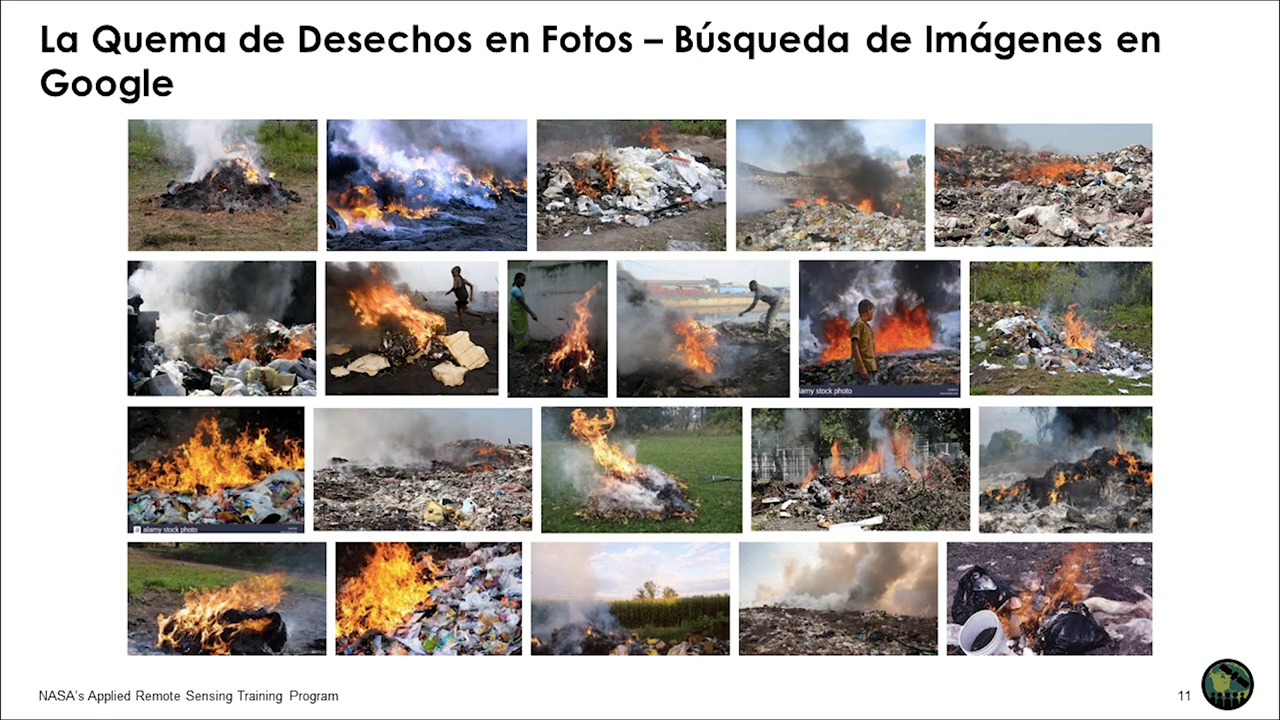 La Quema de Desechos en Fotos – Búsqueda de Imágenes en
Google
alamy stock photo
alamy stock photo
NASA's Applied Remote Sensing Training Program
11